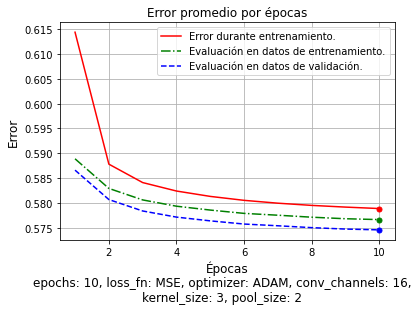 Error promedio por épocas
Error durante entrenamiento.
Evaluación en datos de entrenamiento.
Evaluación en datos de validación.
0.615
0.610
0.605
0.600
0.595
0.590
0.585
0.580
0.575
Error
2
4
6
8
10
Épocas
epochs: 10, loss_fn: MSE, optimizer: ADAM, conv_channels: 16,
kernel_size: 3, pool_size: 2